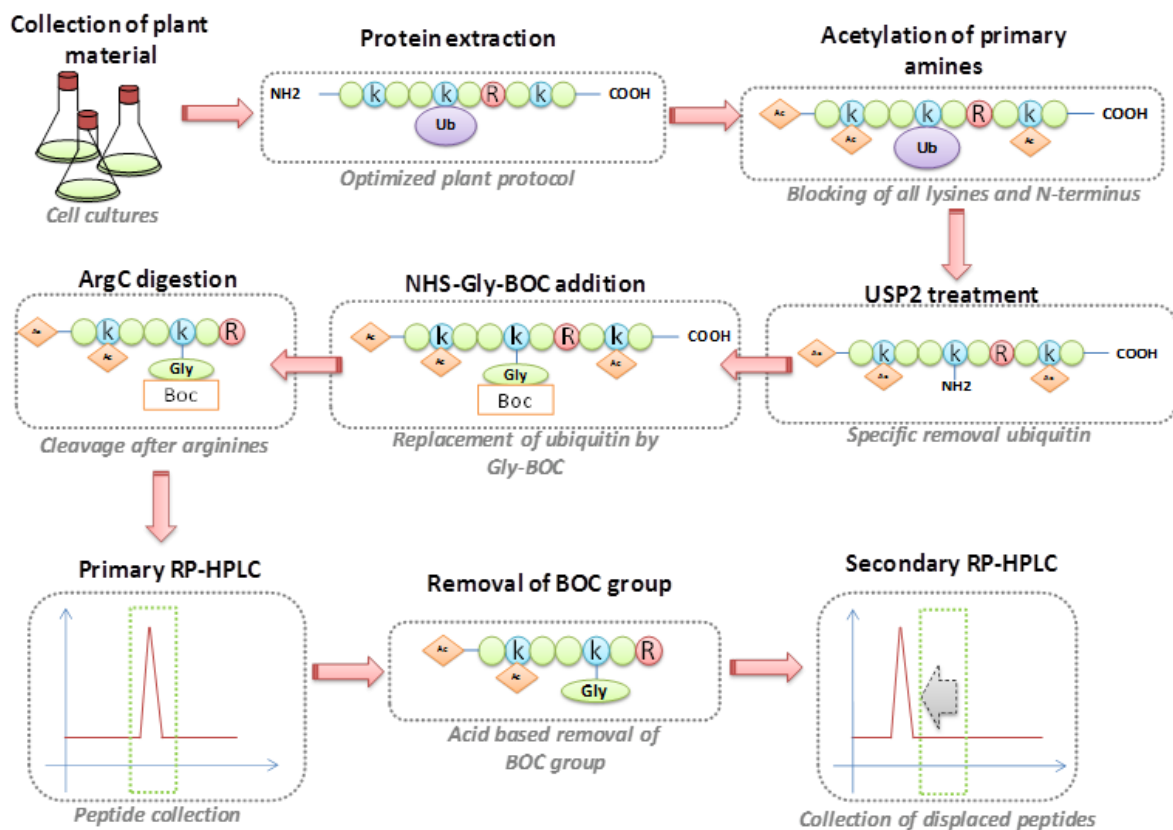 Collection of plant
material
Cell cultures
Protein extraction
NH2 k k R k COOH
Ub
Optimized plant protocol
Acetylation of primary
amines
Ac k k R k COOH
Ac Ub Ac
Blocking of all lysines and N-terminus
USP2 treatment
k k R k COOH
NH2
Specific removal ubiquitin
NHS-Gly-BOC addition
Ac k k R k COOH
Ac Gly Ac
Boc
Replacement of ubiquitin by
Gly-BOC
ArgC digestion
k k R
Ac Gly
Boc
Cleavage after arginines
Primary RP-HPLC
Peptide collection
Removal of BOC group
Ac k k R
Ac Gly
Acid based removal of
BOC group
Secondary RP-HPLC
Collection of displaced peptides